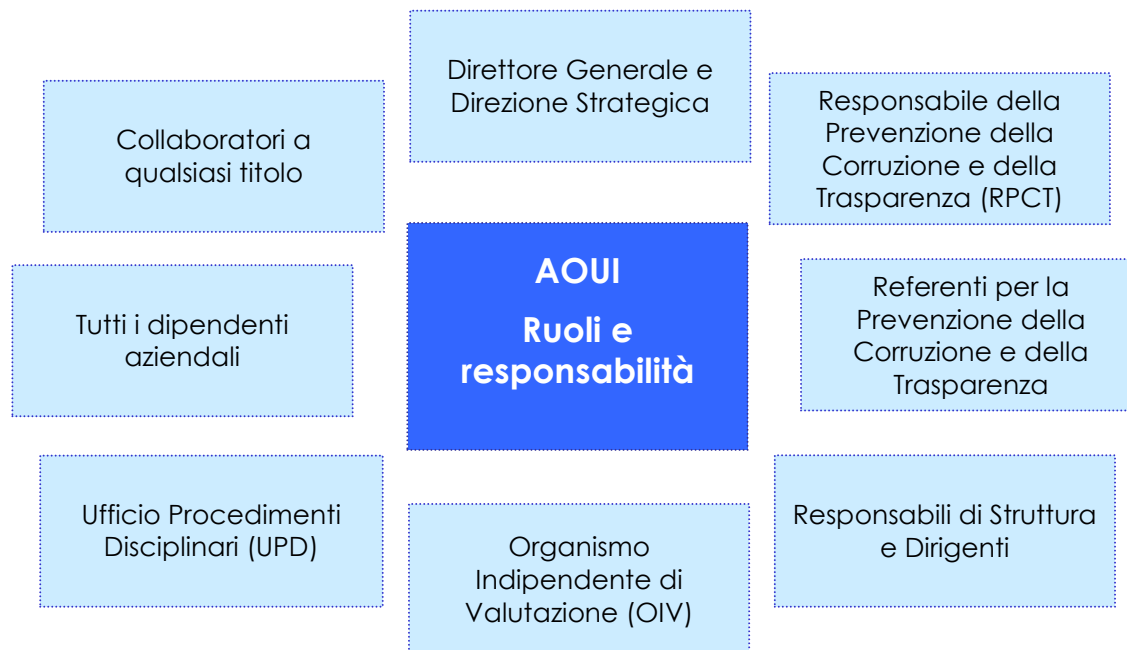 Direttore Generale e
Direzione Strategica
Responsabile della
Prevenzione della
Corruzione e della
Trasparenza (RPCT)
Collaboratori a
qualsiasi titolo
AOUI
Ruoli e
responsabilità
Referenti per la
Prevenzione della
Corruzione e della
Trasparenza
Tutti i dipendenti
aziendali
Ufficio Procedimenti
Disciplinari (UPD)
Organismo
Indipendente di
Valutazione (OIV)
Responsabili di Struttura
e Dirigenti